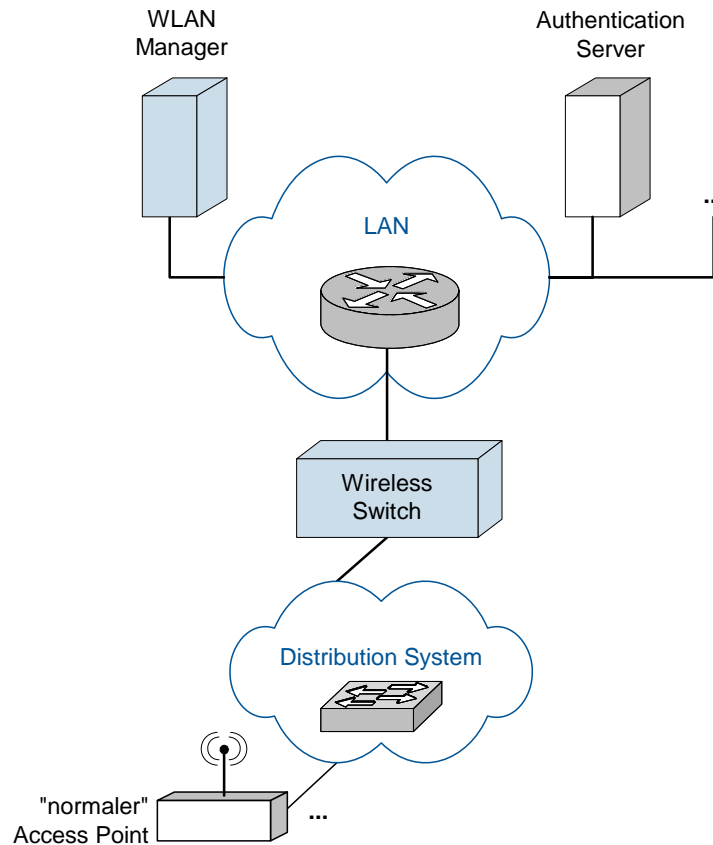 WLAN
Manager
Authentication
Server
...
LAN
Wireless
Switch
Distribution System
"normaler"
Access Point
...